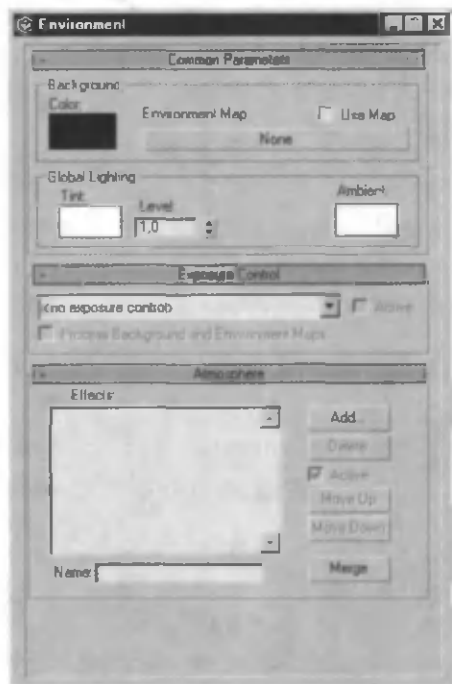 Environment
Common Parameters
Background
Color:
Environment Map
Use Map
None
Global Lighting
Tint:
Level
1,0
Ambient:
Exposure Control
<no exposure control>
Active
Process Background and Environment Maps
Atmosphere
Effects:
Add...
Delete
Active
Move Up
Move Down
Name:
Merge